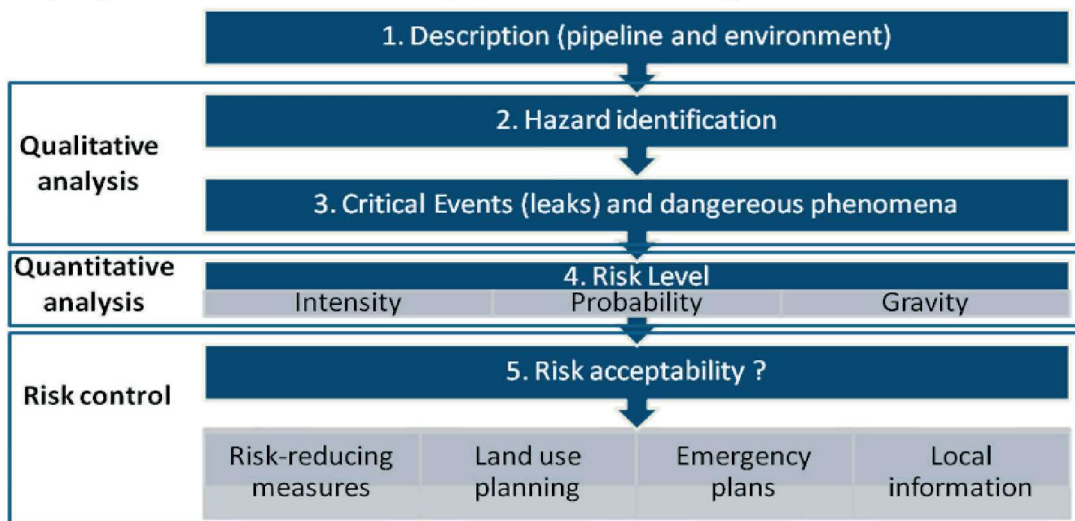 1. Description (pipeline and environment)
2. Hazard identification
Qualitative
analysis
3. Critical Events (leaks) and dangereous phenomena
Quantitative
analysis
4. Risk Level
Intensity
Probability
Gravity
5. Risk acceptability ?
Risk control
Risk-reducing
measures
Land use
planning
Emergency
plans
Local
information